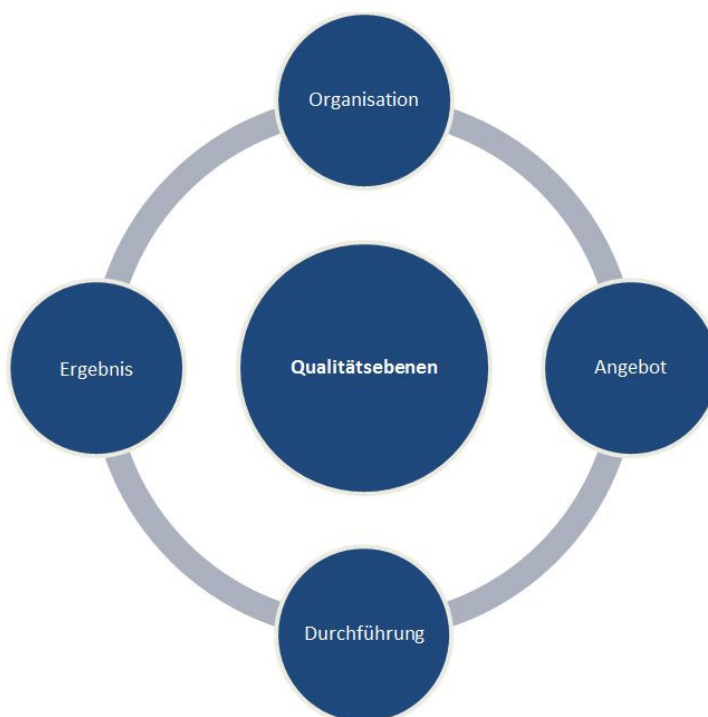 Organisation
Ergebnis
Qualitätsebenen
Angebot
Durchführung